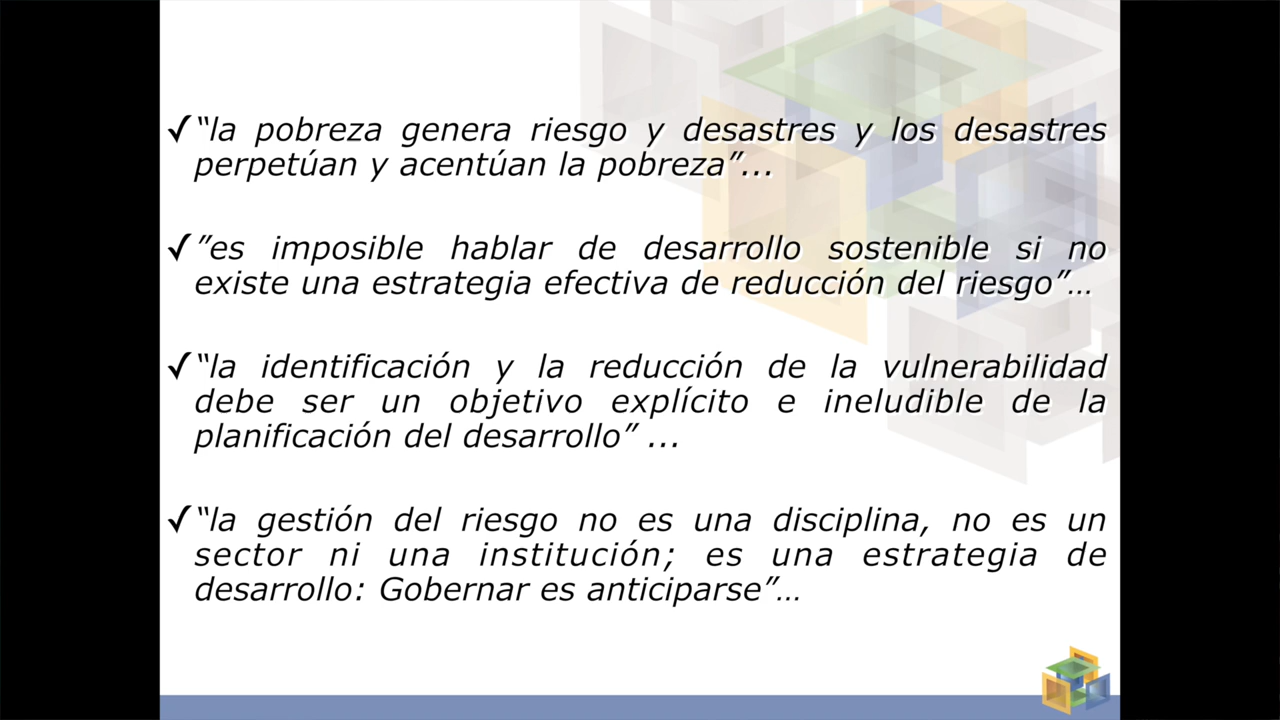 ✓“la pobreza genera riesgo y desastres y los desastres
perpetúan y acentúan la pobreza”...
✓”es imposible hablar de desarrollo sostenible si no
existe una estrategia efectiva de reducción del riesgo”…
✓“la identificación y la reducción de la vulnerabilidad
debe ser un objetivo explícito e ineludible de la
planificación del desarrollo” ...
✓“la gestión del riesgo no es una disciplina, no es un
sector ni una institución; es una estrategia de
desarrollo: Gobernar es anticiparse”…